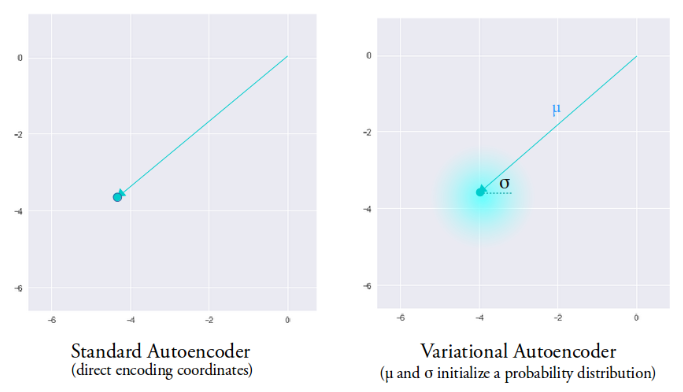 0
-2
-4
-6
-6
-4
-2
0
Standard Autoencoder
(direct encoding coordinates)
0
-2
-4
-6
μ
σ
-6
-4
-2
0
Variational Autoencoder
(μ and σ initialize a probability distribution)